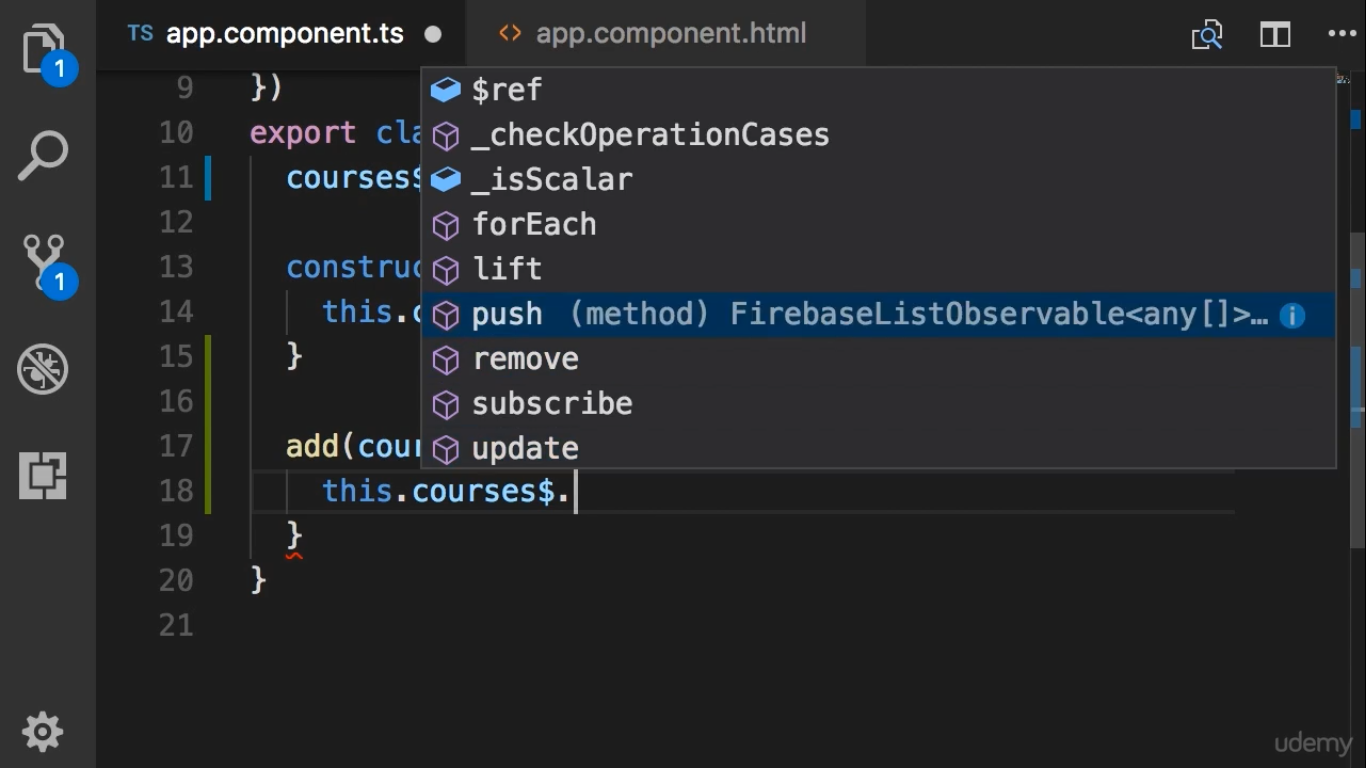 TS app.component.ts app.component.html
1
9 })
$ref
10 export cla
_checkOperationCases
11 courses$
_isScalar
12
forEach
13 construc
lift
14 this.c
push (method) FirebaseListObservable<any[]>…
15 }
remove
16
subscribe
17 add(cour
update
18 this.courses$.
1
19 }
20 }
21
udemy